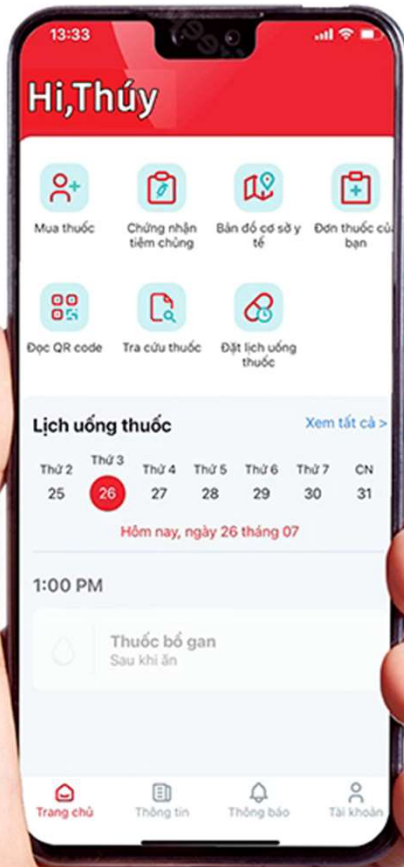 13:33
Hi,Thúy
Mua thuốc
Chứng nhận tiêm chủng
Bản đồ cơ sở y tế
Đơn thuốc của bạn
Đọc QR code
Tra cứu thuốc
Đặt lịch uống thuốc
Lịch uống thuốc
Xem tất cả >
Thứ 2 Thứ 3 Thứ 4 Thứ 5 Thứ 6 Thứ 7 CN
25 26 27 28 29 30 31
Hôm nay, ngày 26 tháng 07
1:00 PM
Thuốc bổ gan
Sau khi ăn
Trang chủ
Thông tin
Thông báo
Tài khoản